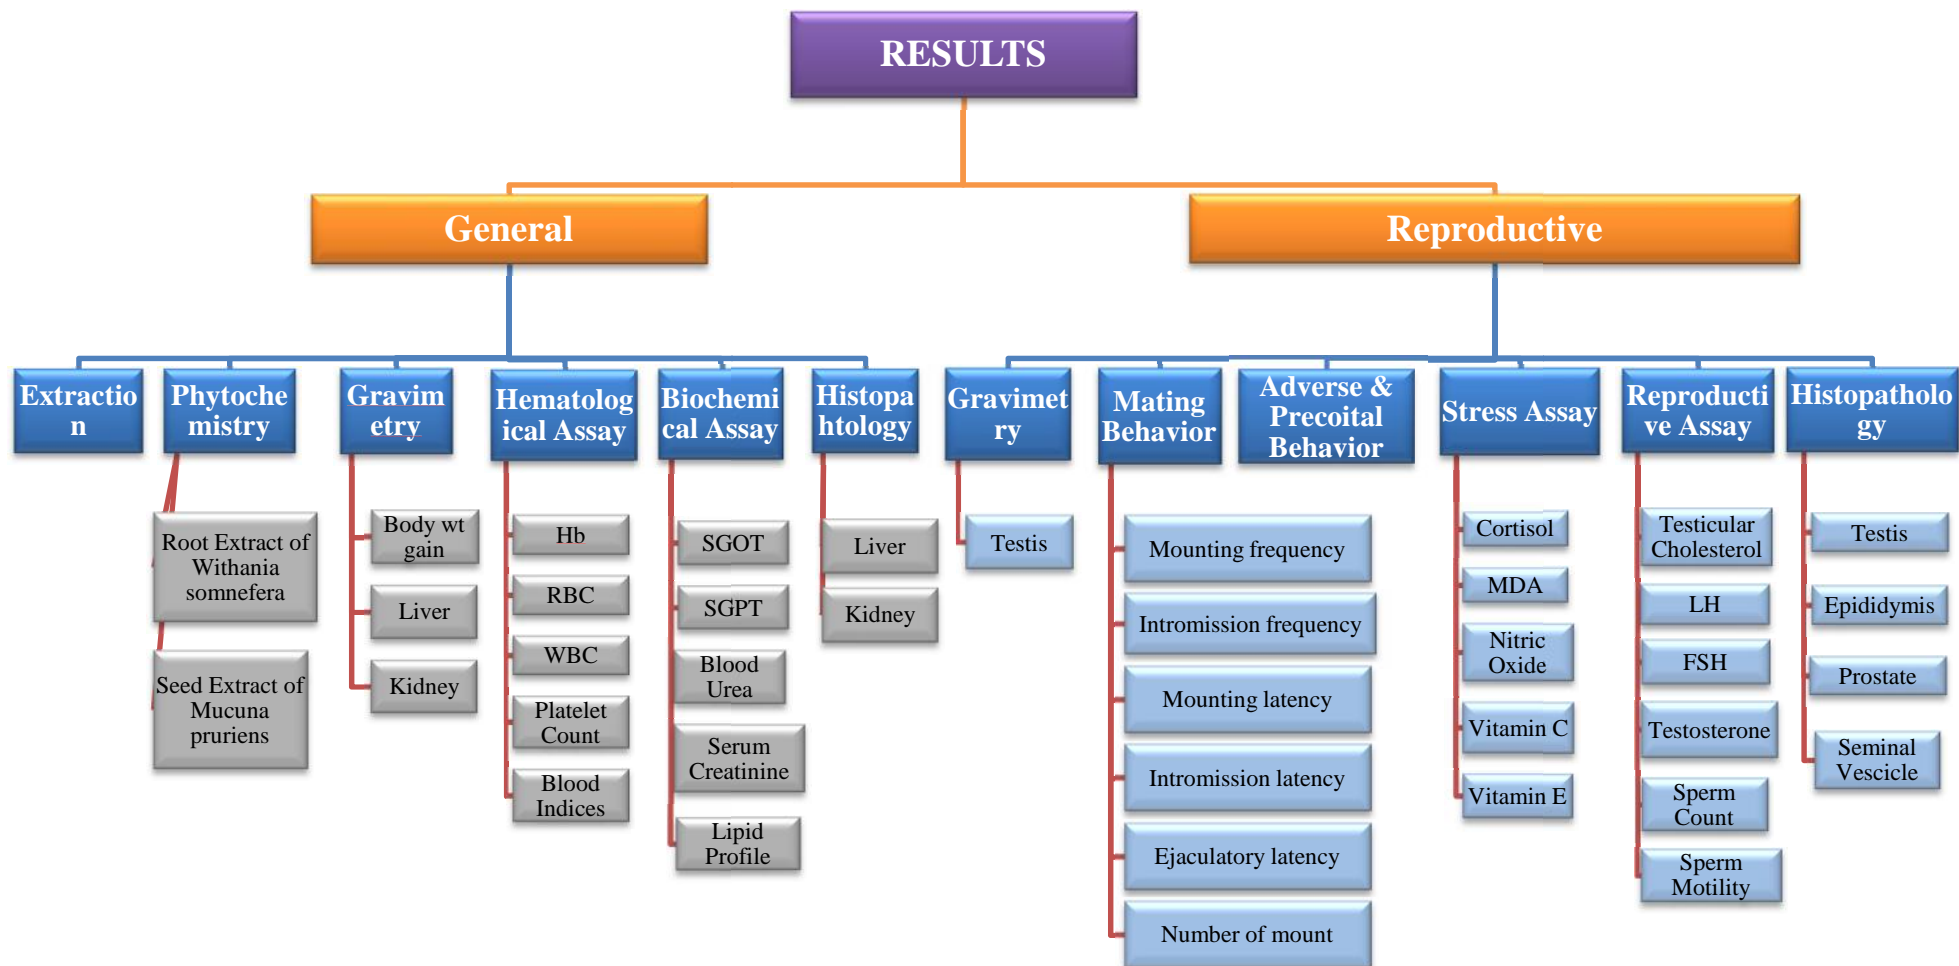 RESULTS
General
Reproductive
Extractio
n
Phytoche
mistry
Gravim
etry
Hematolog
ical Assay
Biochemi
cal Assay
Histopa
htology
Gravimet
ry
Mating
Behavior
Adverse &
Precoital
Behavior
Stress Assay
Reproducti
ve Assay
Histopatholo
gy
Root Extract of
Withania
somnefera
Seed Extract of
Mucuna
pruriens
Body wt
gain
Liver
Kidney
Hb
RBC
WBC
Platelet
Count
Blood
Indices
SGOT
SGPT
Blood
Urea
Serum
Creatinine
Lipid
Profile
Liver
Kidney
Testis
Mounting frequency
Intromission frequency
Mounting latency
Intromission latency
Ejaculatory latency
Number of mount
Cortisol
MDA
Nitric
Oxide
Vitamin C
Vitamin E
Testicular
Cholesterol
LH
FSH
Testosterone
Sperm
Count
Sperm
Motility
Testis
Epididymis
Prostate
Seminal
Vescicle